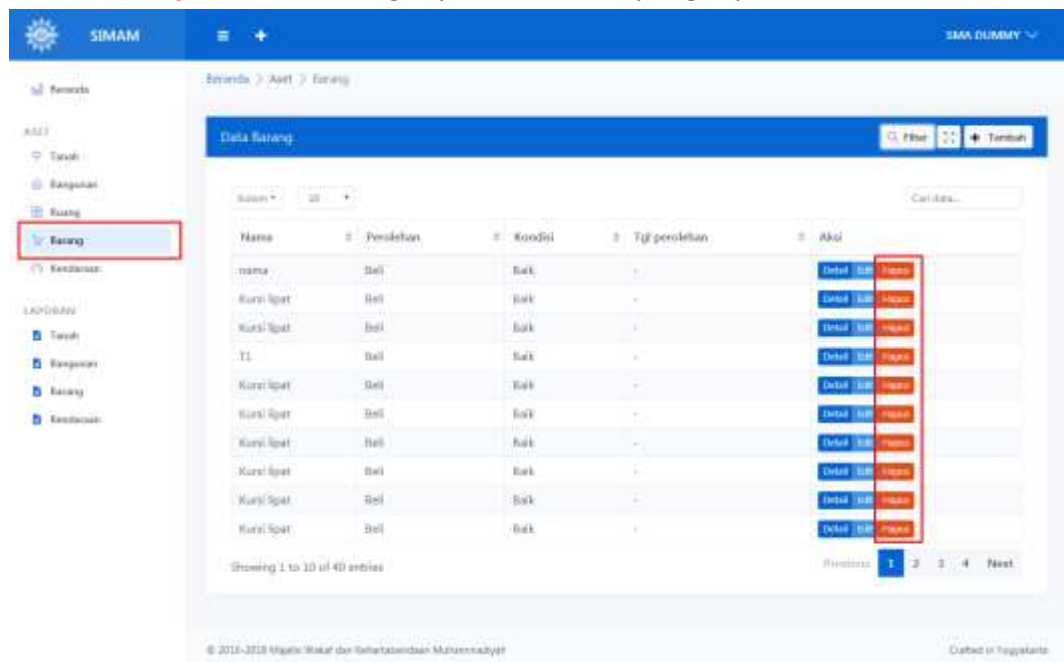 SIMAM
SMA DUMMY
Beranda
Beranda > Aset > Barang
ASET
Tanah
Bangunan
Ruang
Barang
Kendaraan
LAPORAN
Tanah
Bangunan
Barang
Kendaraan
Data Barang
Filter
Tambah
Kolom
10
Cari data...
Nama Perolehan Kondisi Tgl perolehan Aksi
nama Beli Baik - Detail Edit Hapus
Kursi lipat Beli Baik - Detail Edit Hapus
Kursi lipat Beli Baik - Detail Edit Hapus
T1 Beli Baik - Detail Edit Hapus
Kursi lipat Beli Baik - Detail Edit Hapus
Kursi lipat Beli Baik - Detail Edit Hapus
Kursi lipat Beli Baik - Detail Edit Hapus
Kursi lipat Beli Baik - Detail Edit Hapus
Kursi lipat Beli Baik - Detail Edit Hapus
Kursi lipat Beli Baik - Detail Edit Hapus
Showing 1 to 10 of 40 entries
Previous 1 2 3 4 Next
© 2016-2018 Majelis Wakaf dan Kehartabendaan Muhammadiyah
Crafted in Yogyakarta